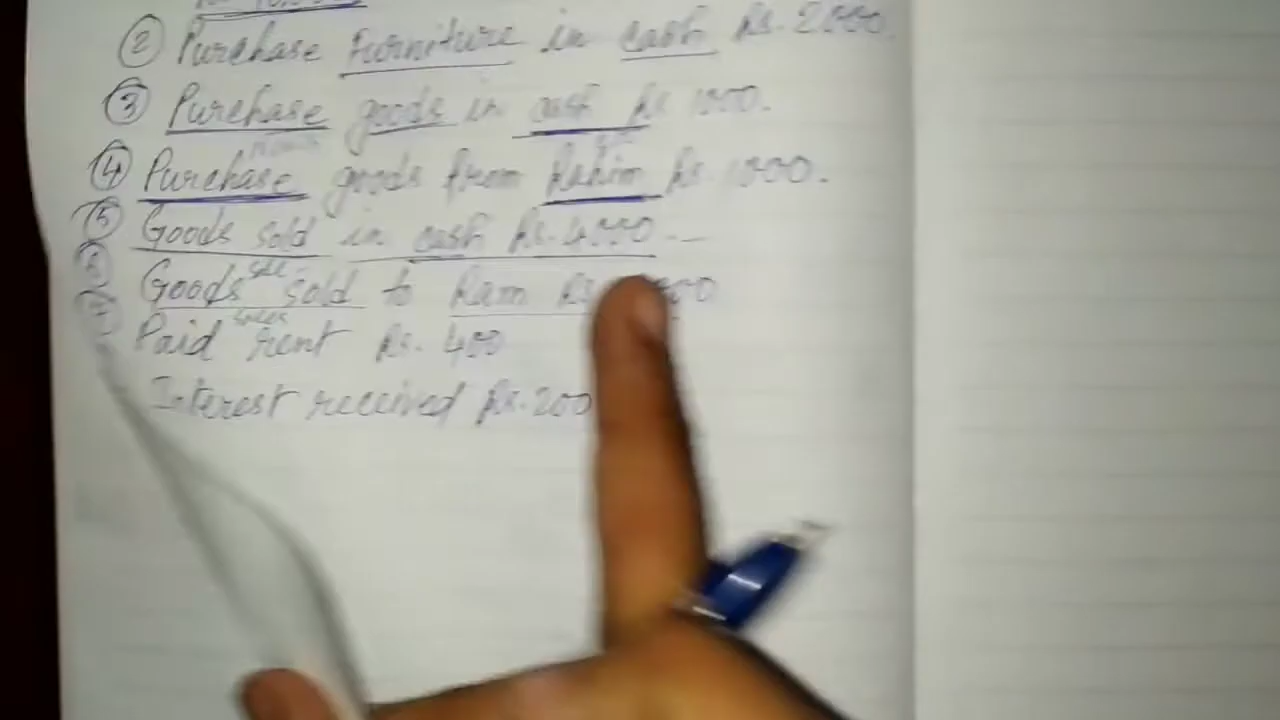 ② Purchase Furniture in cash Rs. 2000.
③ Purchase goods in cash Rs 1000.
④ Purchase goods from Rahim Rs. 1000.
⑤ Goods sold in cash Rs. 4000.
Goods sold to Ram Rs
sales
Paid rent Rs. 400
Interest received Rs. 200